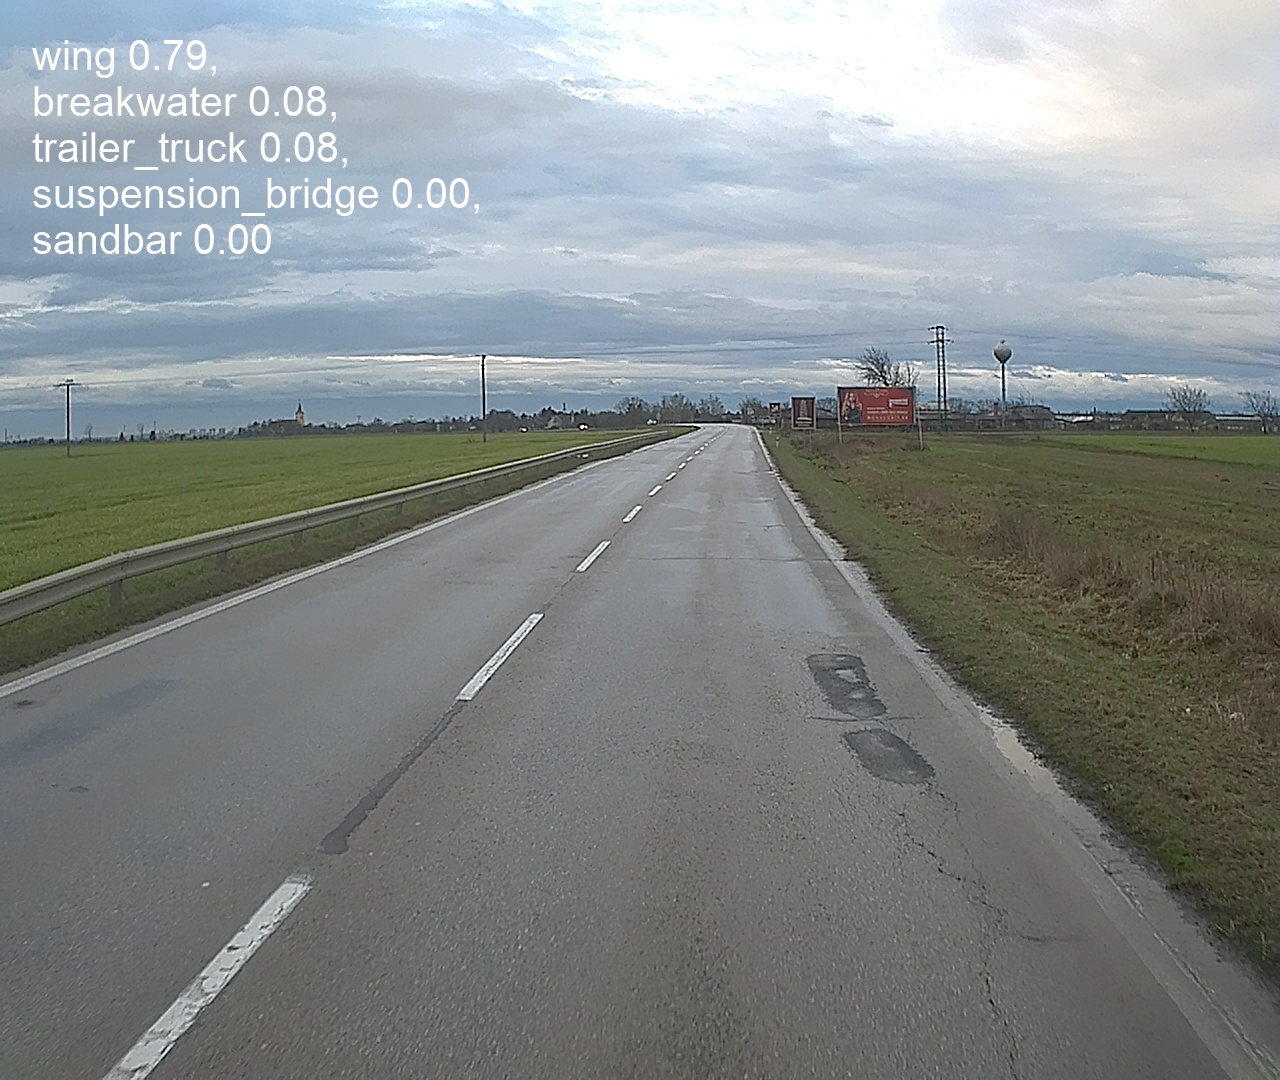 wing 0.79,
breakwater 0.08,
trailer_truck 0.08,
suspension_bridge 0.00,
sandbar 0.00